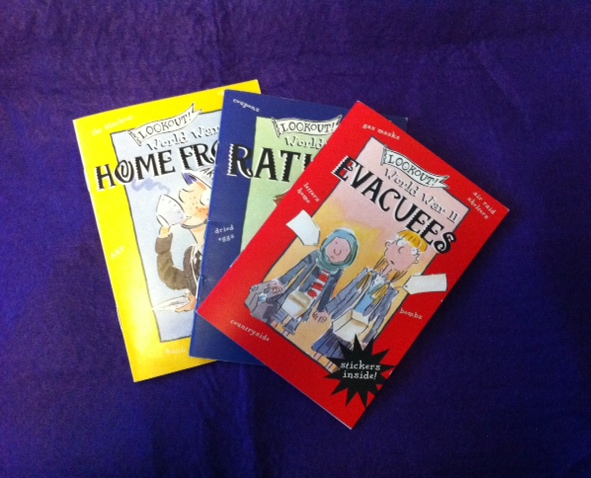 LOOKOUT!
World War
HOME FRO
coupons
LOOKOUT!
World
RATI
dried
eggs
gas masks
LOOKOUT!
World War II
EVACUEES
air raid
shelters
letters
home
bombs
countryside
stickers
inside!